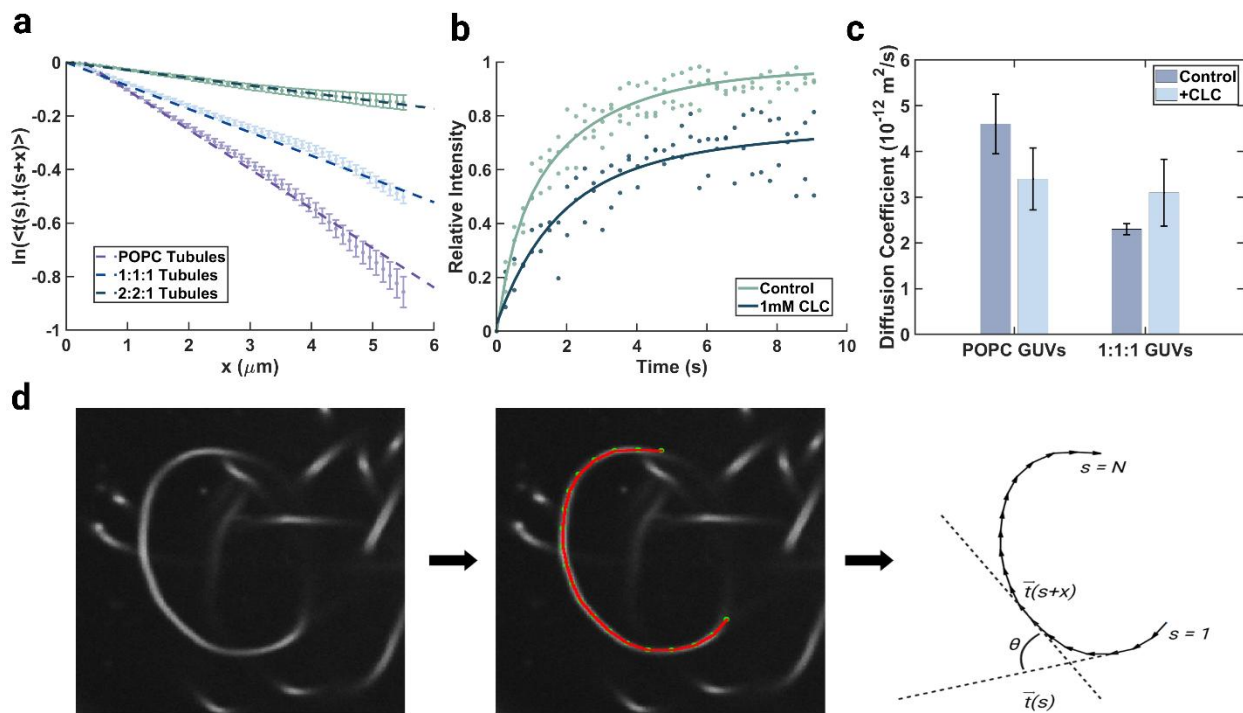 a
ln(<t(s).t(s+x)>)
0
-0.2
-0.4
-0.6
-0.8
-1
POPC Tubules
1:1:1 Tubules
2:2:1 Tubules
0 1 2 3 4 5 6
x (μm)
b
Relative Intensity
1
0.8
0.6
0.4
0.2
0
Control
1mM CLC
0 2 4 6 8 10
Time (s)
c
Diffusion Coefficient (10⁻¹² m²/s)
6
5
4
3
2
1
0
Control
+CLC
POPC GUVs 1:1:1 GUVs
d
s = N
t̅(s+x)
s = 1
θ
t̅(s)